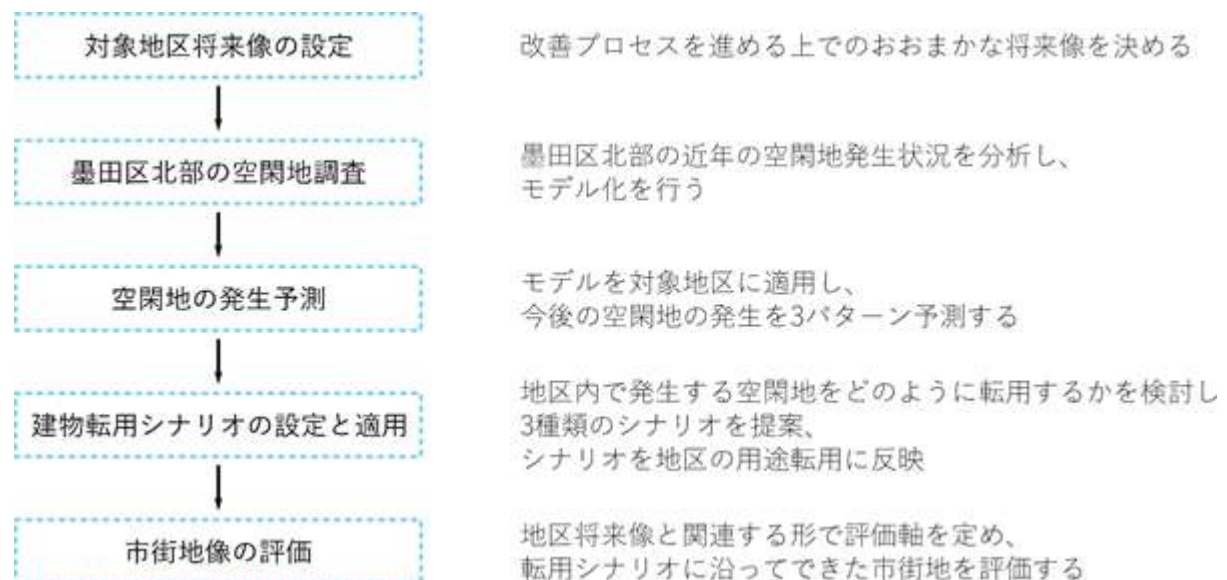 対象地区将来像の設定
改善プロセスを進める上でのおおまかな将来像を決める
墨田区北部の空閑地調査
墨田区北部の近年の空閑地発生状況を分析し、
モデル化を行う
空閑地の発生予測
モデルを対象地区に適用し、
今後の空閑地の発生を3パターン予測する
建物転用シナリオの設定と適用
地区内で発生する空閑地をどのように転用するかを検討し
3種類のシナリオを提案、
シナリオを地区の用途転用に反映
市街地像の評価
地区将来像と関連する形で評価軸を定め、
転用シナリオに沿ってできた市街地を評価する